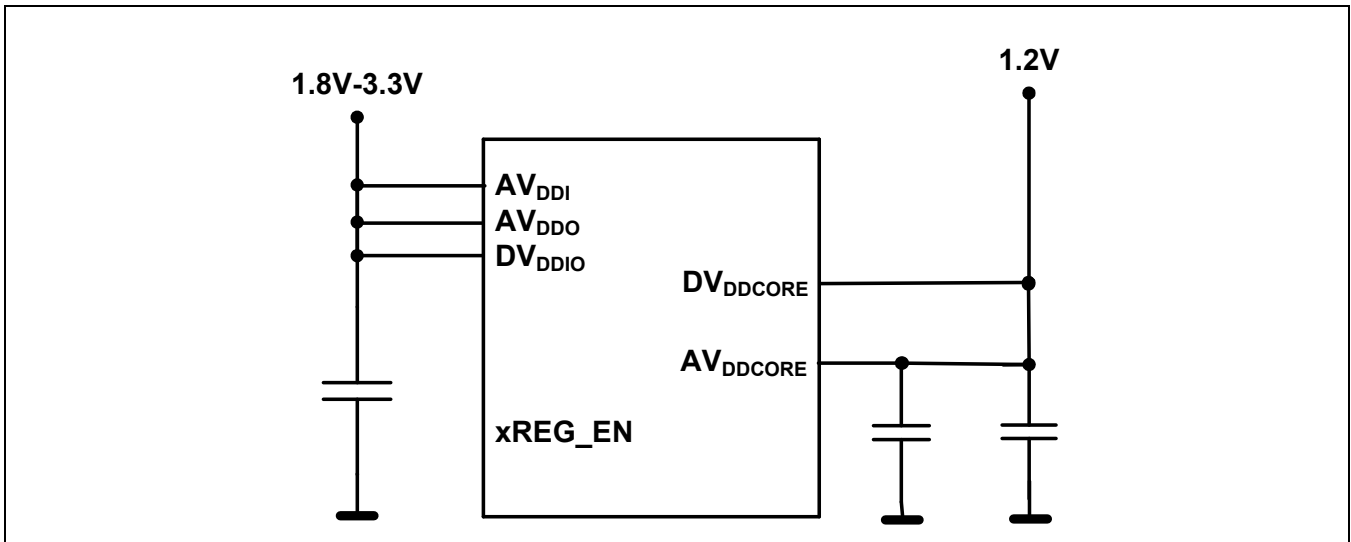 1.8V-3.3V
1.2V
AVDDI
AVDDO
DVDDIO
DVDDCORE
AVDDCORE
xREG_EN